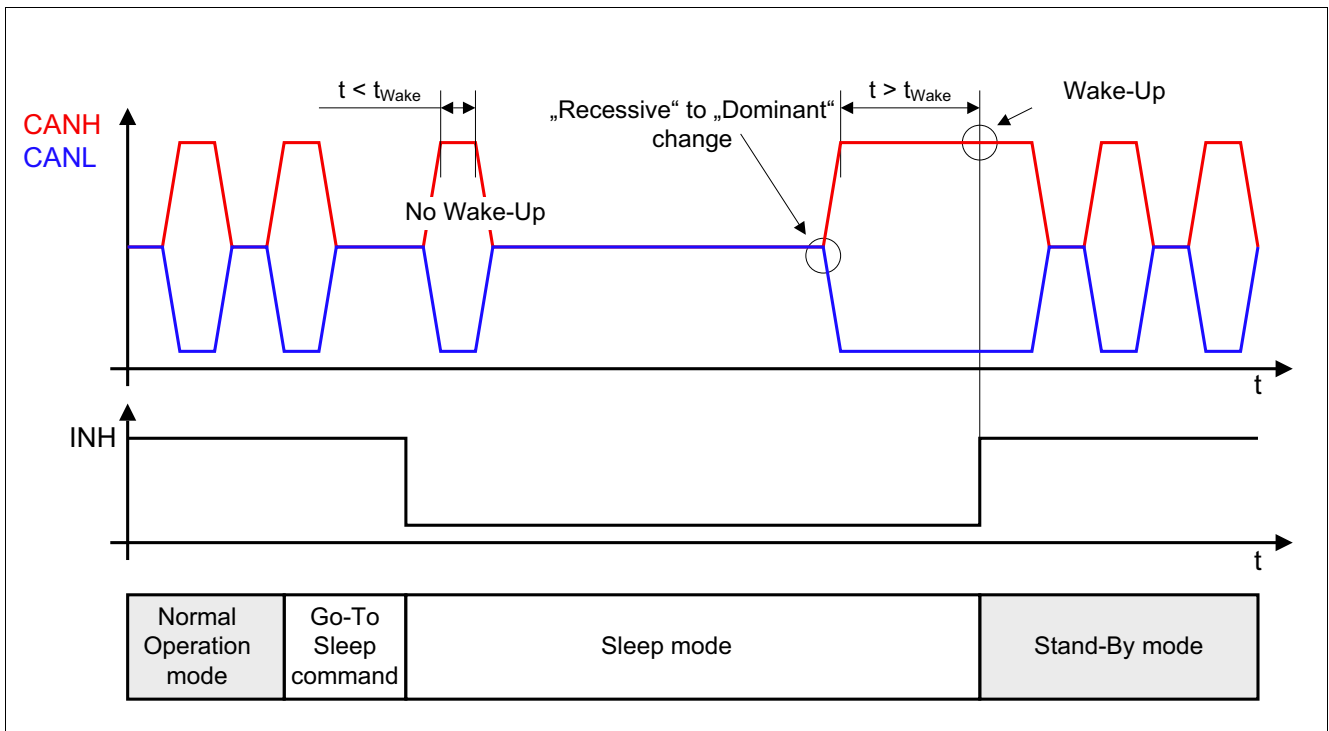 t < tWake
„Recessive“ to „Dominant“
change
t > tWake
Wake-Up
CANH
CANL
No Wake-Up
t
INH
t
Normal
Operation
mode
Go-To
Sleep
command
Sleep mode
Stand-By mode